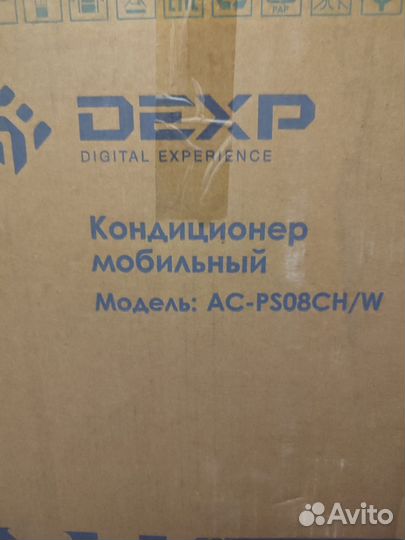 DEXP
DIGITAL EXPERIENCE
Кондиционер
мобильный
Модель: AC-PS08CH/W
Avito